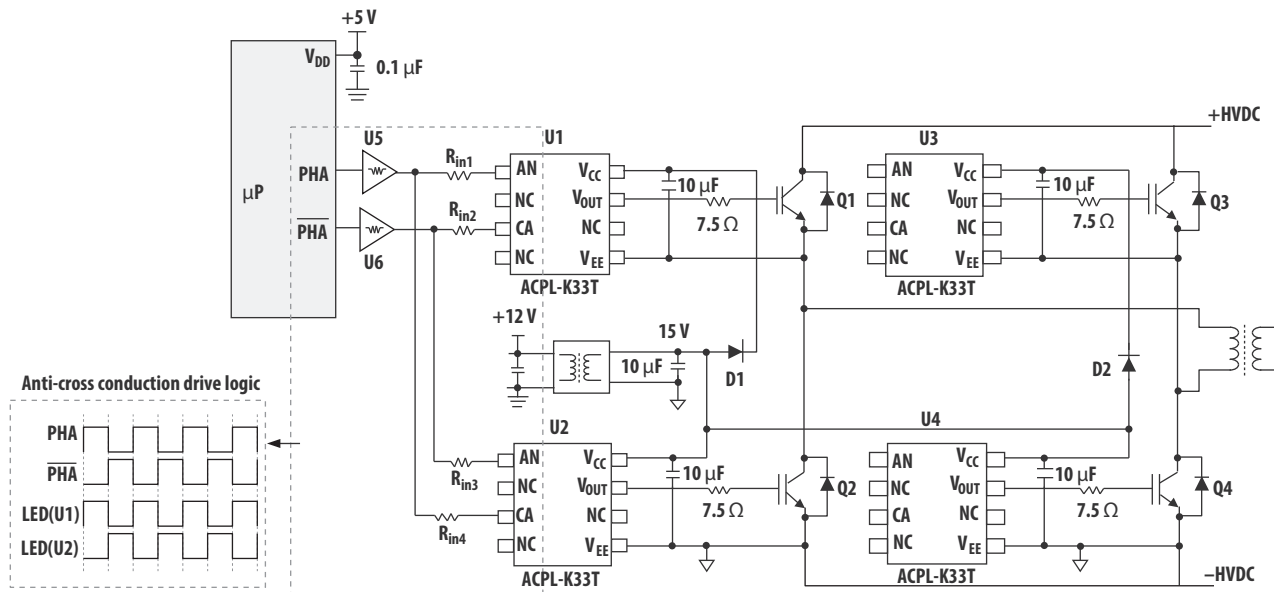 +5 V
V_DD
0.1 µF
µP
PHA
P̅H̅A̅
U5
U6
R_in1
R_in2
U1
AN
NC
CA
NC
V_CC
V_OUT
NC
V_EE
ACPL-K33T
10 µF
7.5 Ω
Q1
+HVDC
U3
AN
NC
CA
NC
V_CC
V_OUT
NC
V_EE
ACPL-K33T
10 µF
7.5 Ω
Q3
+12 V
15 V
10 µF
D1
D2
Anti-cross conduction drive logic
PHA
P̅H̅A̅
LED(U1)
LED(U2)
R_in3
R_in4
U2
AN
NC
CA
NC
V_CC
V_OUT
NC
V_EE
ACPL-K33T
10 µF
7.5 Ω
Q2
U4
AN
NC
CA
NC
V_CC
V_OUT
NC
V_EE
ACPL-K33T
10 µF
7.5 Ω
Q4
–HVDC